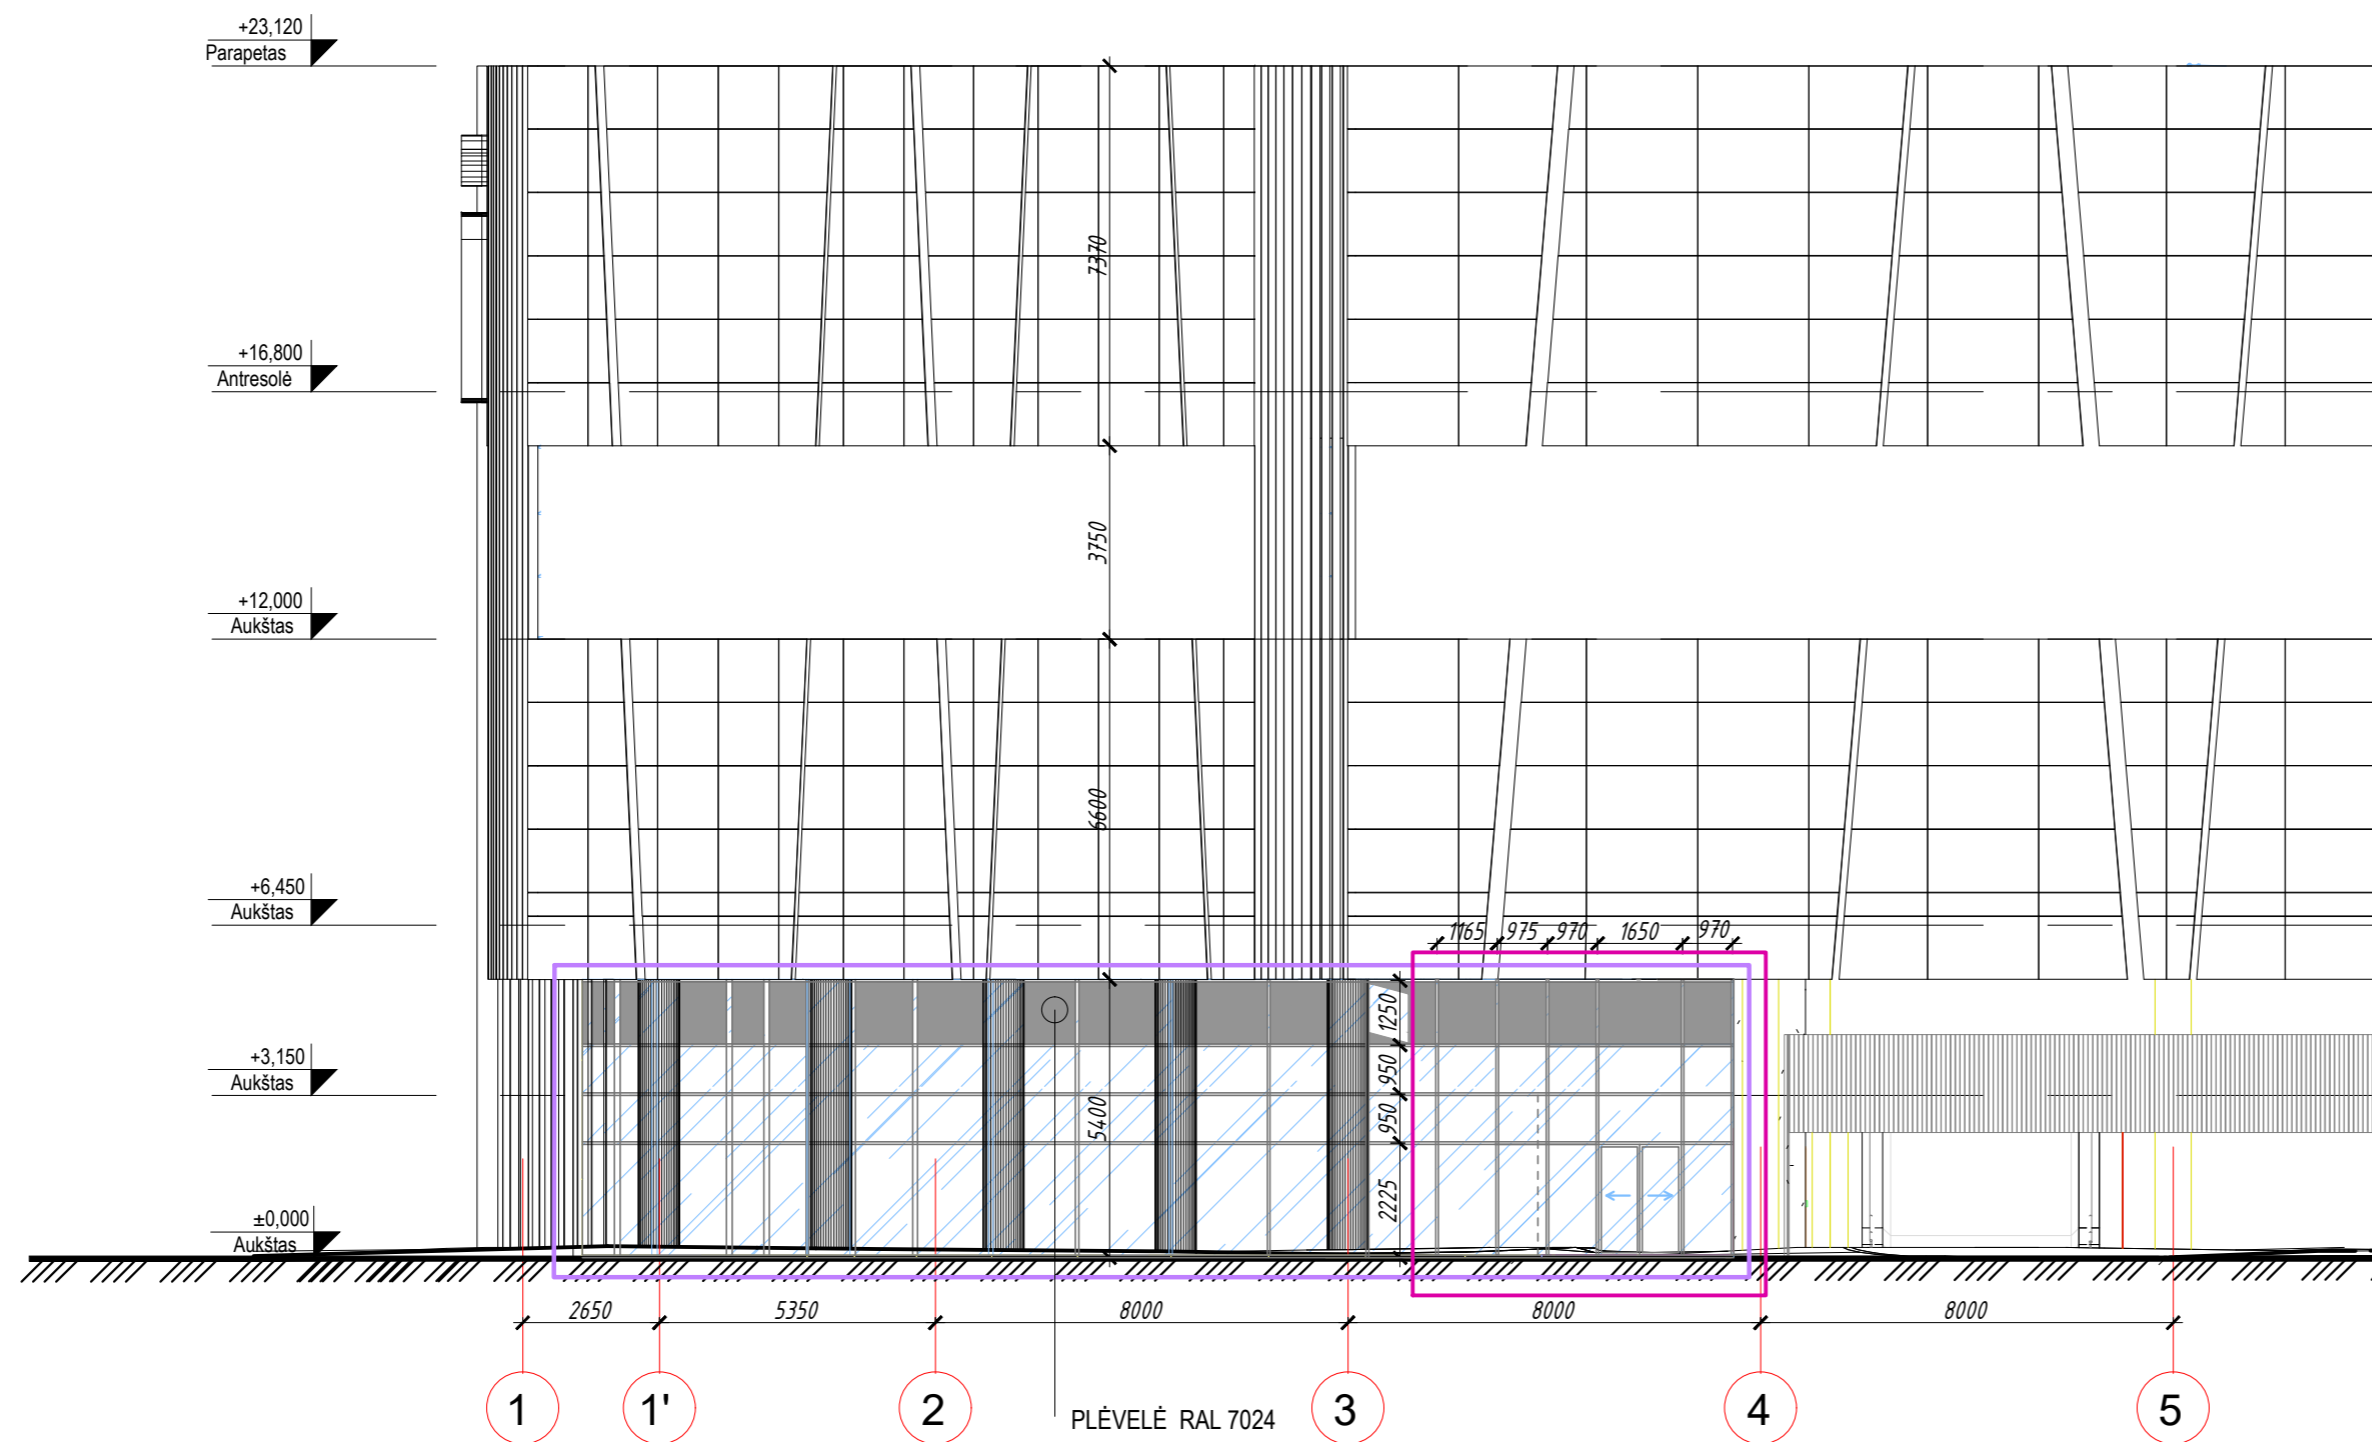 +23,120
Parapetas
7370
+16,800
Antresolė
3750
+12,000
Aukštas
6600
+6,450
Aukštas
1165 975 970 1650 970
1250
+3,150
Aukštas
950
950
5400
2225
±0,000
Aukštas
2650 5350 8000 8000 8000
1 1' 2 3 4 5
PLĖVELĖ RAL 7024